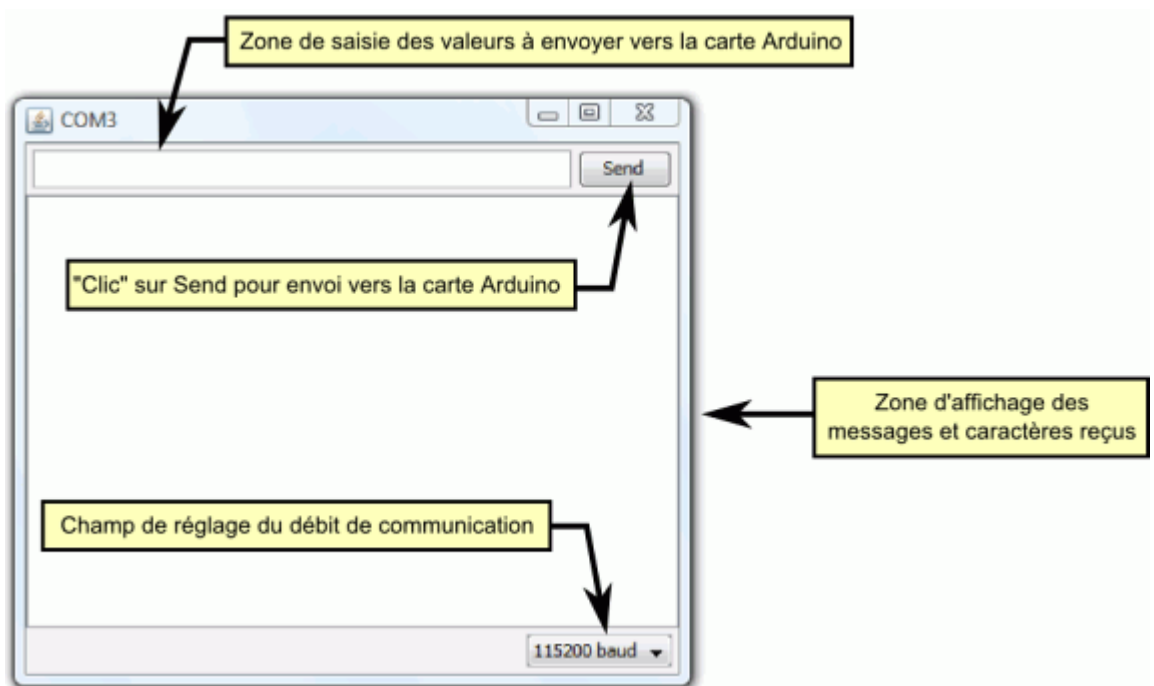 Zone de saisie des valeurs à envoyer vers la carte Arduino
COM3
Send
"Clic" sur Send pour envoi vers la carte Arduino
Zone d'affichage des
messages et caractères reçus
Champ de réglage du débit de communication
115200 baud